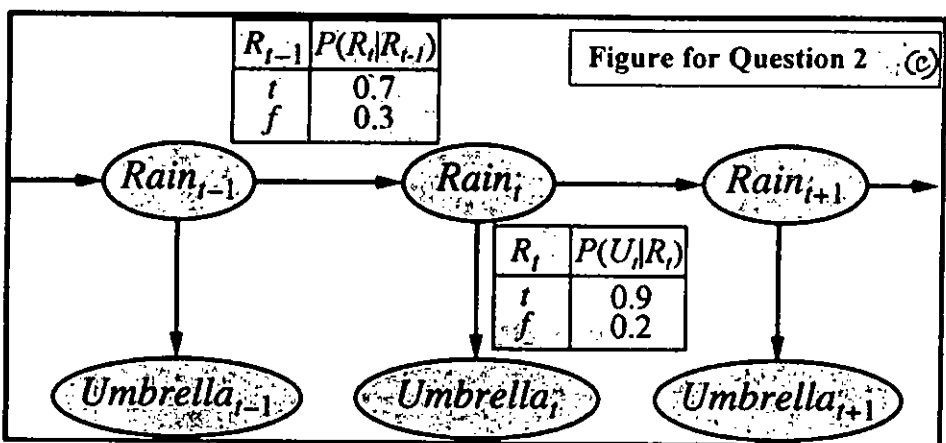 R_{t-1} P(R_t|R_{t-1})
t 0.7
f 0.3
Figure for Question 2 (c)
Rain_{t-1} Rain_t Rain_{t+1}
R_t P(U_t|R_t)
t 0.9
f 0.2
Umbrella_{t-1} Umbrella_t Umbrella_{t+1}